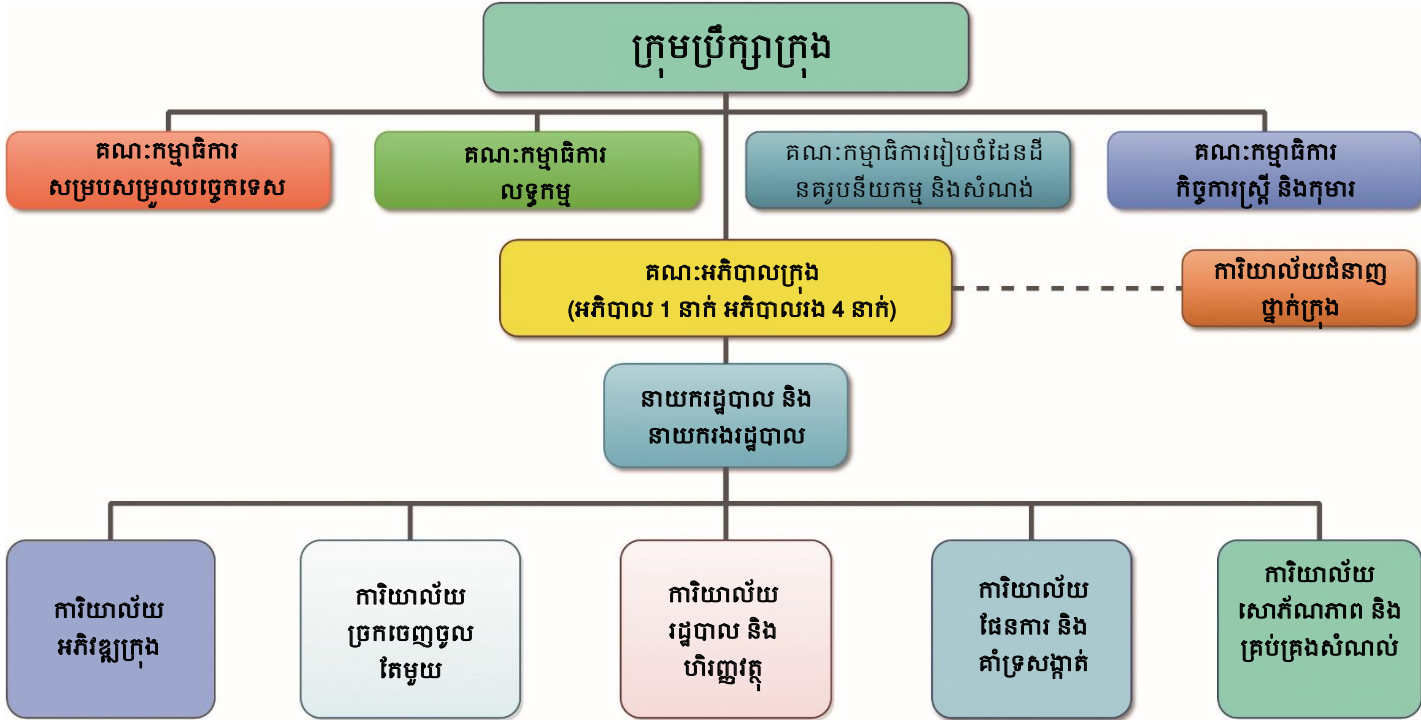 ក្រុមប្រឹក្សាក្រុង
គណៈកម្មាធិការ
សម្របសម្រួលបច្ចេកទេស
គណៈកម្មាធិការ
លទ្ធកម្ម
គណៈកម្មាធិការរៀបចំដែនដី
នគរូបនីយកម្ម និងសំណង់
គណៈកម្មាធិការ
កិច្ចការស្ត្រី និងកុមារ
គណៈអភិបាលក្រុង
(អភិបាល 1 នាក់ អភិបាលរង 4 នាក់)
ការិយាល័យជំនាញ
ថ្នាក់ក្រុង
នាយករដ្ឋបាល និង
នាយករងរដ្ឋបាល
ការិយាល័យ
អភិវឌ្ឍក្រុង
ការិយាល័យ
ច្រកចេញចូល
តែមួយ
ការិយាល័យ
រដ្ឋបាល និង
ហិរញ្ញវត្ថុ
ការិយាល័យ
ផែនការ និង
គាំទ្រសង្កាត់
ការិយាល័យ
សោភ័ណភាព និង
គ្រប់គ្រងសំណល់